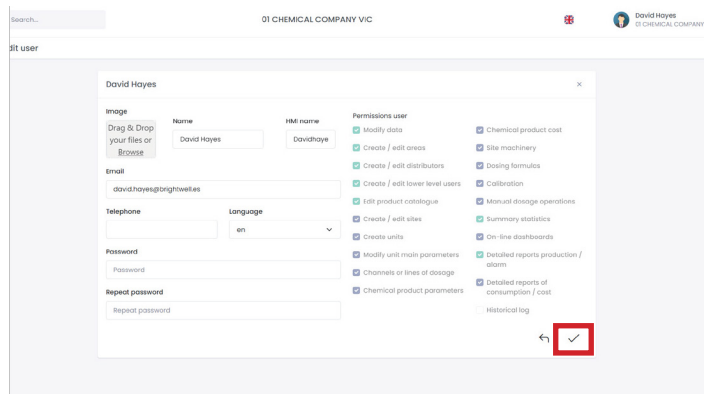 Search...
01 CHEMICAL COMPANY VIC
David Hayes
01 CHEMICAL COMPANY
dit user
David Hayes
×
Image
Drag & Drop
your files or
Browse
Name
David Hayes
HMI name
Davidhaye
Email
david.hayes@brightwell.es
Telephone
Language
en
Password
Password
Repeat password
Repeat password
Permissions user
Modify data
Create / edit areas
Create / edit distributors
Create / edit lower level users
Edit product catalogue
Create / edit sites
Create units
Modify unit main parameters
Channels or lines of dosage
Chemical product parameters
Chemical product cost
Site machinery
Dosing formulas
Calibration
Manual dosage operations
Summary statistics
On-line dashboards
Detailed reports production /
alarm
Detailed reports of
consumption / cost
Historical log